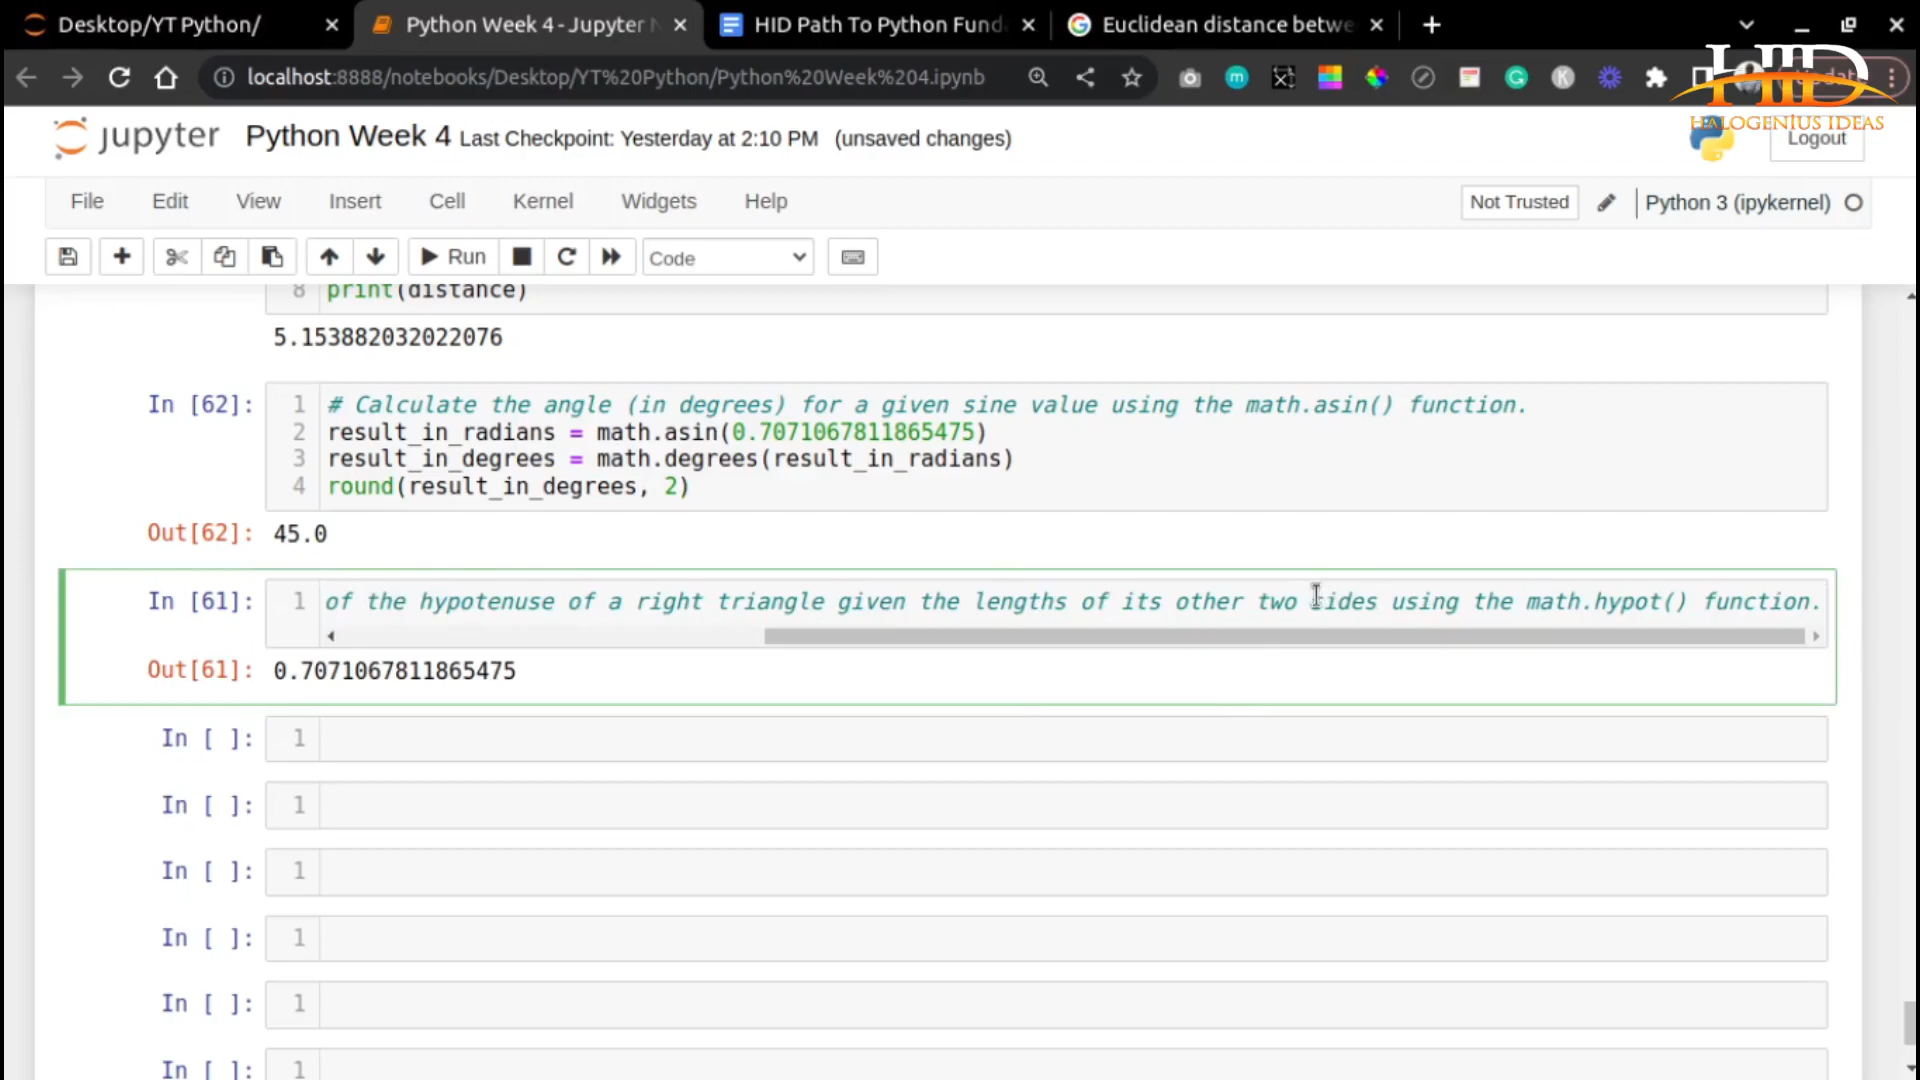 Desktop/YT Python/
Python Week 4 - Jupyter
HID Path To Python Fund
Euclidean distance betwe
localhost:8888/notebooks/Desktop/YT%20Python/Python%20Week%204.ipynb
HID
HALOGENIUS IDEAS
jupyter Python Week 4 Last Checkpoint: Yesterday at 2:10 PM (unsaved changes)
Logout
File Edit View Insert Cell Kernel Widgets Help
Not Trusted
Python 3 (ipykernel)
Run
Code
8 print(distance)
5.153882032022076
In [62]:
1 # Calculate the angle (in degrees) for a given sine value using the math.asin() function.
2 result_in_radians = math.asin(0.7071067811865475)
3 result_in_degrees = math.degrees(result_in_radians)
4 round(result_in_degrees, 2)
Out[62]: 45.0
In [61]: 1 of the hypotenuse of a right triangle given the lengths of its other two sides using the math.hypot() function.
Out[61]: 0.7071067811865475
In [ ]: 1
In [ ]: 1
In [ ]: 1
In [ ]: 1
In [ ]: 1
In [ ]: 1